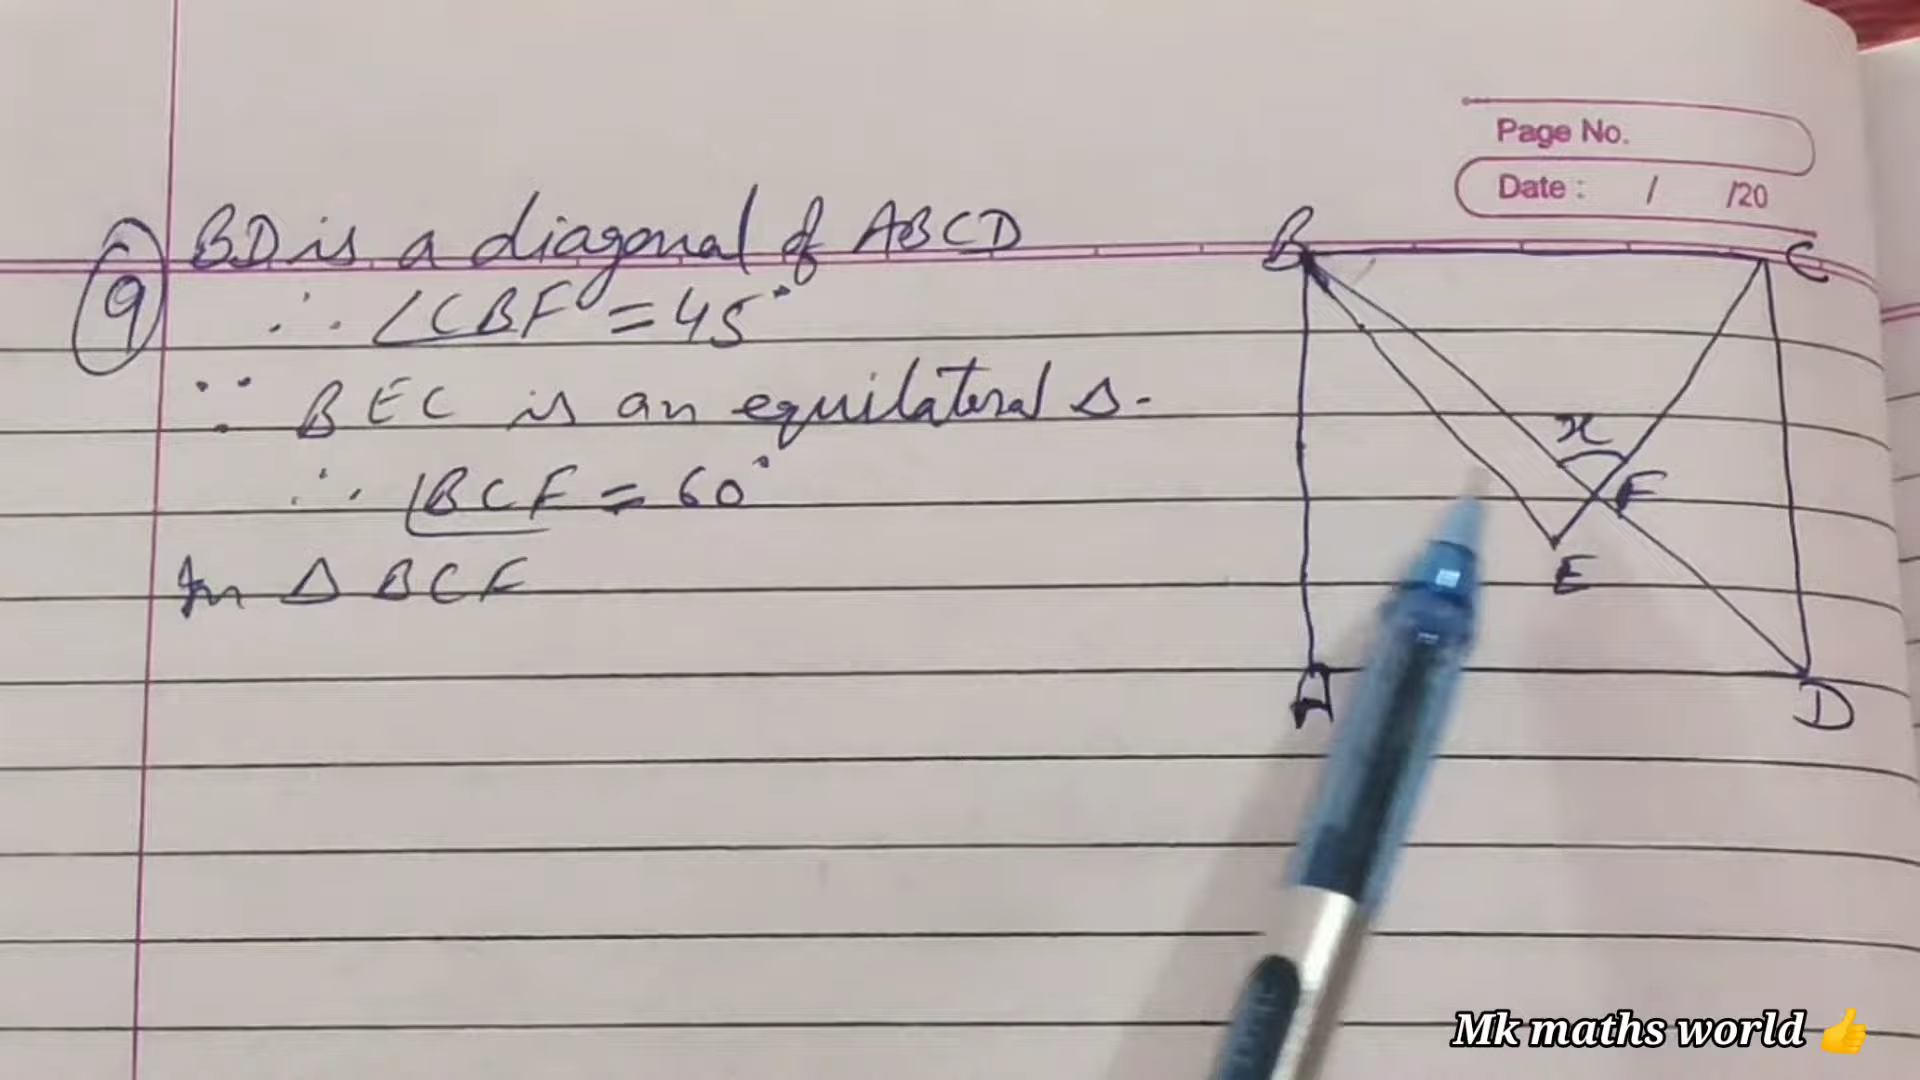 Page No.
Date : / /20
9 BD is a diagonal of ABCD
∴ ∠CBF = 45°
∵ BEC is an equilateral Δ.
∴ ∠BCF = 60°
In Δ BCF
B C
x
F
E
A D
Mk maths world 👍